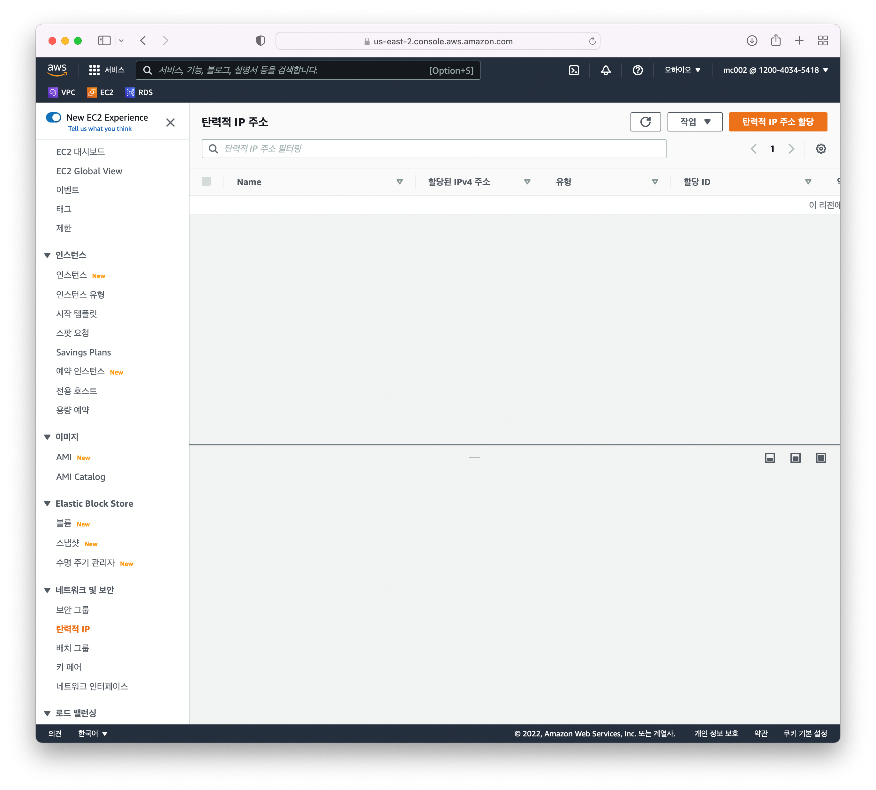 us-east-2.console.aws.amazon.com
aws
서비스
서비스, 기능, 블로그, 설명서 등을 검색합니다.
[Option+S]
오하이오 ▼
mc002 @ 1200-4034-5418 ▼
VPC
EC2
RDS
New EC2 Experience
Tell us what you think
탄력적 IP 주소
작업 ▼
탄력적 IP 주소 할당
탄력적 IP 주소 필터링
1
Name
할당된 IPv4 주소
유형
할당 ID
이 리전에
EC2 대시보드
EC2 Global View
이벤트
태그
제한
▼ 인스턴스
인스턴스 New
인스턴스 유형
시작 템플릿
스팟 요청
Savings Plans
예약 인스턴스 New
전용 호스트
용량 예약
▼ 이미지
AMI New
AMI Catalog
▼ Elastic Block Store
볼륨 New
스냅샷 New
수명 주기 관리자 New
▼ 네트워크 및 보안
보안 그룹
탄력적 IP
배치 그룹
키 페어
네트워크 인터페이스
▼ 로드 밸런싱
의견
한국어 ▼
© 2022, Amazon Web Services, Inc. 또는 계열사.
개인 정보 보호
약관
쿠키 기본 설정